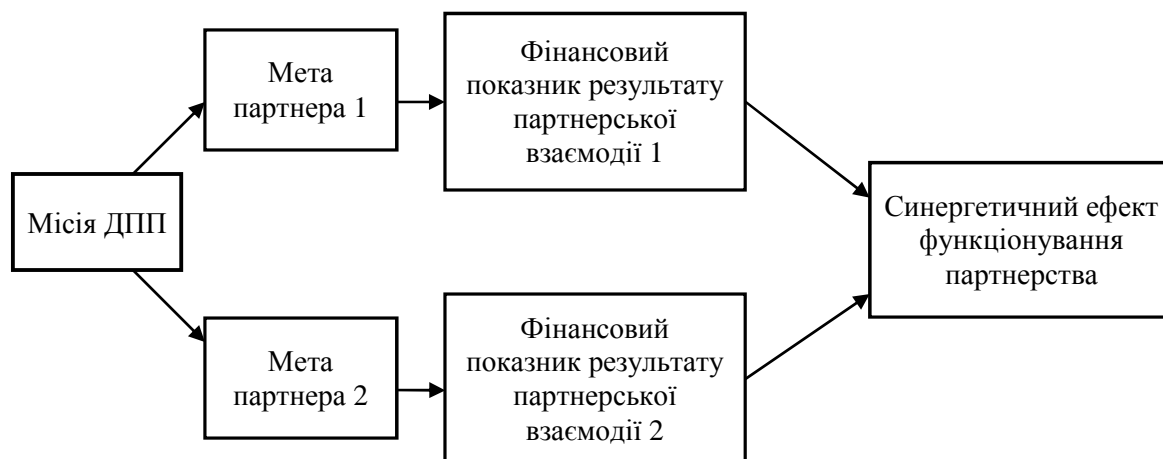 Місія ДПП
Мета
партнера 1
Фінансовий
показник результату
партнерської
взаємодії 1
Мета
партнера 2
Фінансовий
показник результату
партнерської
взаємодії 2
Синергетичний ефект
функціонування
партнерства